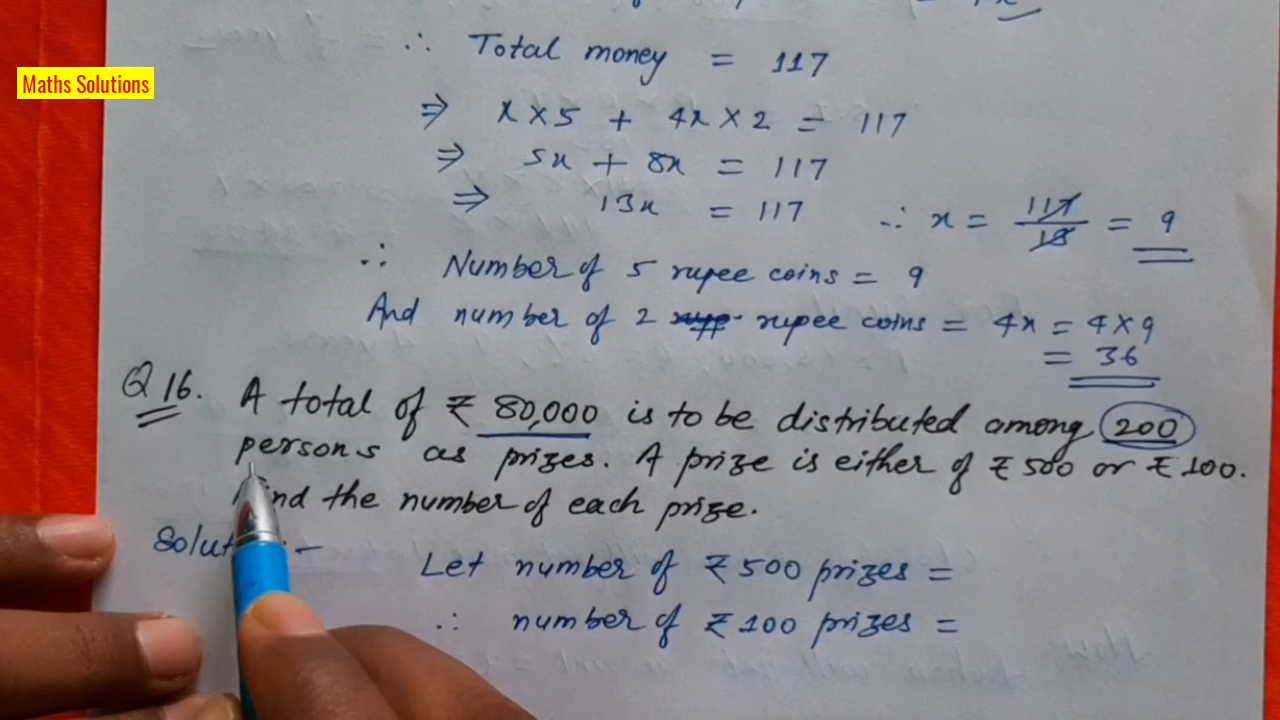 Maths Solutions
∴ Total money = 117
⇒ x × 5 + 4x × 2 = 117
⇒ 5x + 8x = 117
⇒ 13x = 117 ∴ x = 117/13 = 9
∴ Number of 5 rupee coins = 9
And number of 2 rupee coins = 4x = 4×9
= 36
Q 16. A total of ₹ 80,000 is to be distributed among 200
persons as prizes. A prize is either of ₹ 500 or ₹ 100.
the number of each prize.
Let number of ₹ 500 prizes =
∴ number of ₹ 100 prizes =